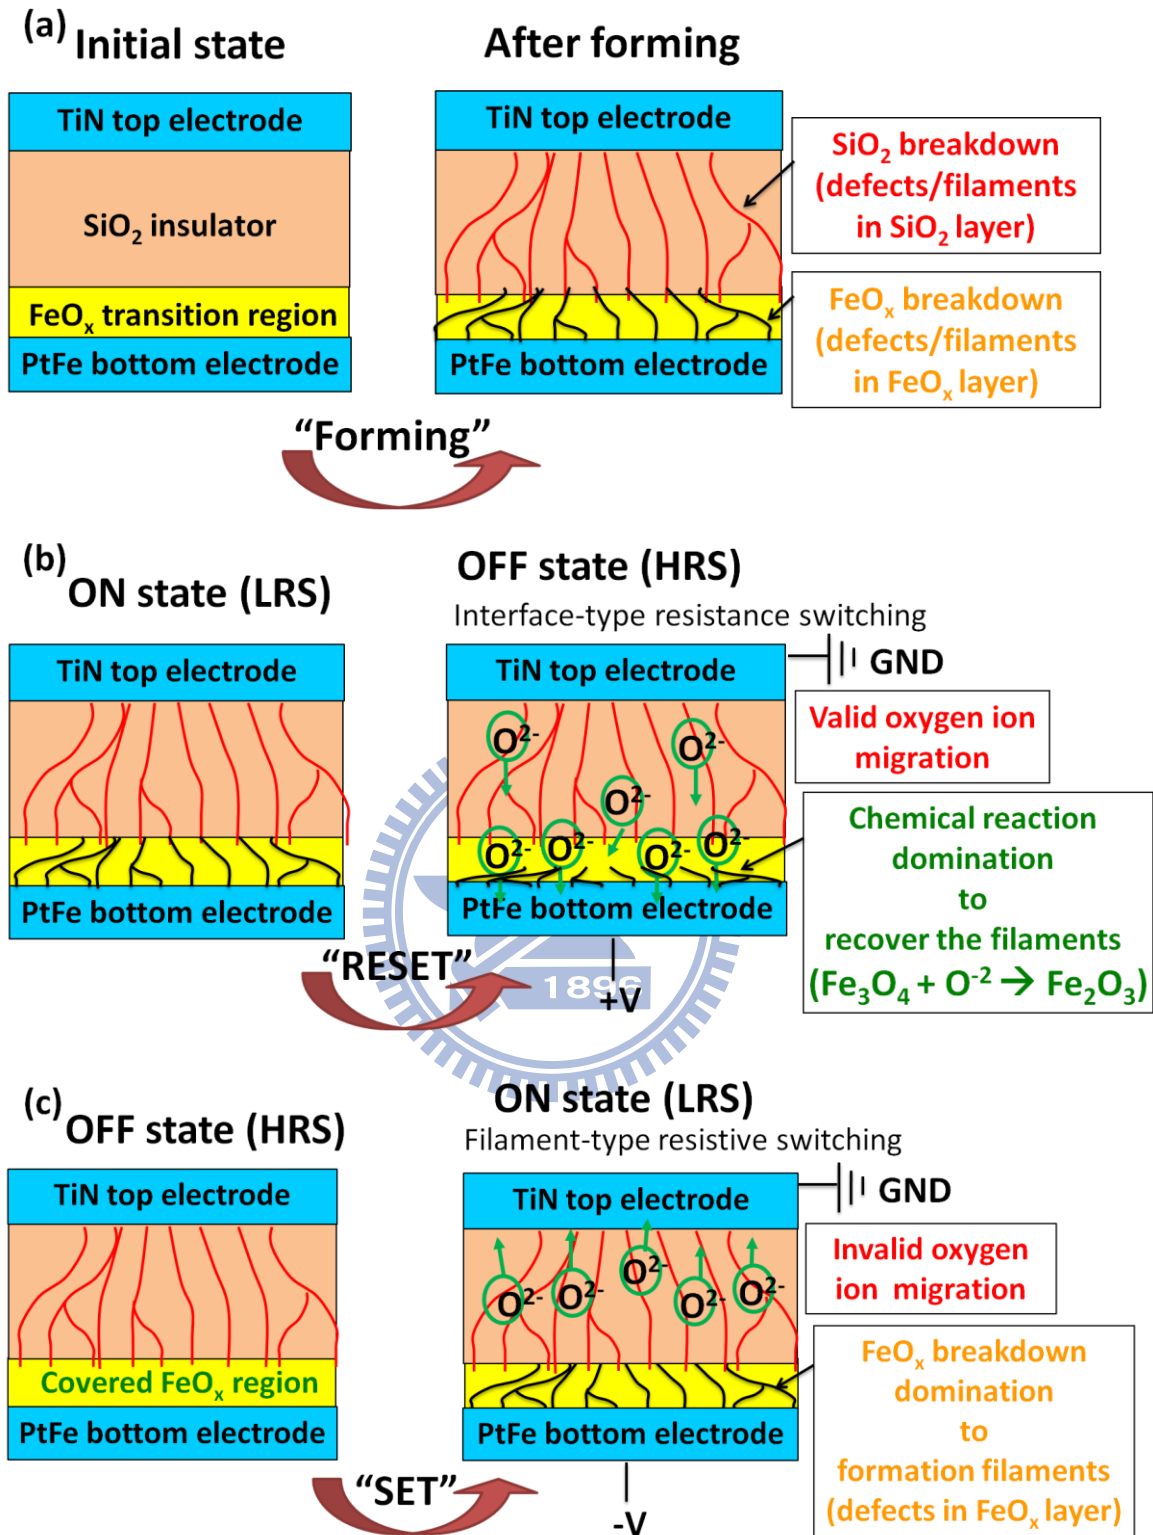 (a)
Initial state
After forming
TiN top electrode
SiO₂ insulator
FeOₓ transition region
PtFe bottom electrode
TiN top electrode
PtFe bottom electrode
SiO₂ breakdown
(defects/filaments
in SiO₂ layer)
FeOₓ breakdown
(defects/filaments
in FeOₓ layer)
“Forming”
(b)
ON state (LRS)
OFF state (HRS)
Interface-type resistance switching
TiN top electrode
PtFe bottom electrode
TiN top electrode
GND
O²⁻
O²⁻
O²⁻
O²⁻
O²⁻
O²⁻
O²⁻
PtFe bottom electrode
Valid oxygen ion
migration
Chemical reaction
domination
to
recover the filaments
(Fe₃O₄ + O⁻² → Fe₂O₃)
“RESET”
1896
+V
(c)
OFF state (HRS)
ON state (LRS)
Filament-type resistive switching
TiN top electrode
Covered FeOₓ region
PtFe bottom electrode
TiN top electrode
GND
O²⁻
O²⁻
O²⁻
O²⁻
O²⁻
PtFe bottom electrode
Invalid oxygen
ion migration
FeOₓ breakdown
domination
to
formation filaments
(defects in FeOₓ layer)
“SET”
-V